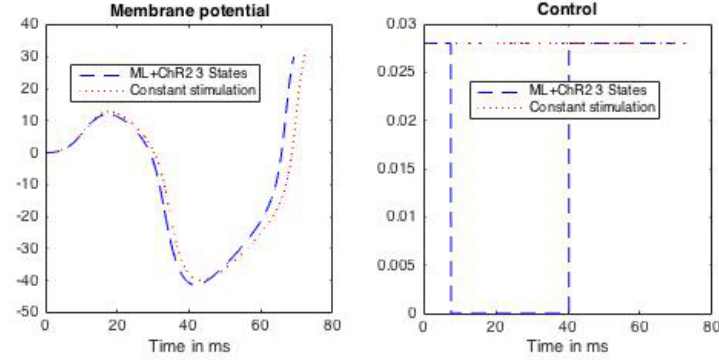 Membrane potential
40
30
20
10
0
-10
-20
-30
-40
-50
0 20 40 60 80
Time in ms
ML+ChR2 3 States
Constant stimulation
Control
0.03
0.025
0.02
0.015
0.01
0.005
0
0 20 40 60 80
Time in ms
ML+ChR2 3 States
Constant stimulation